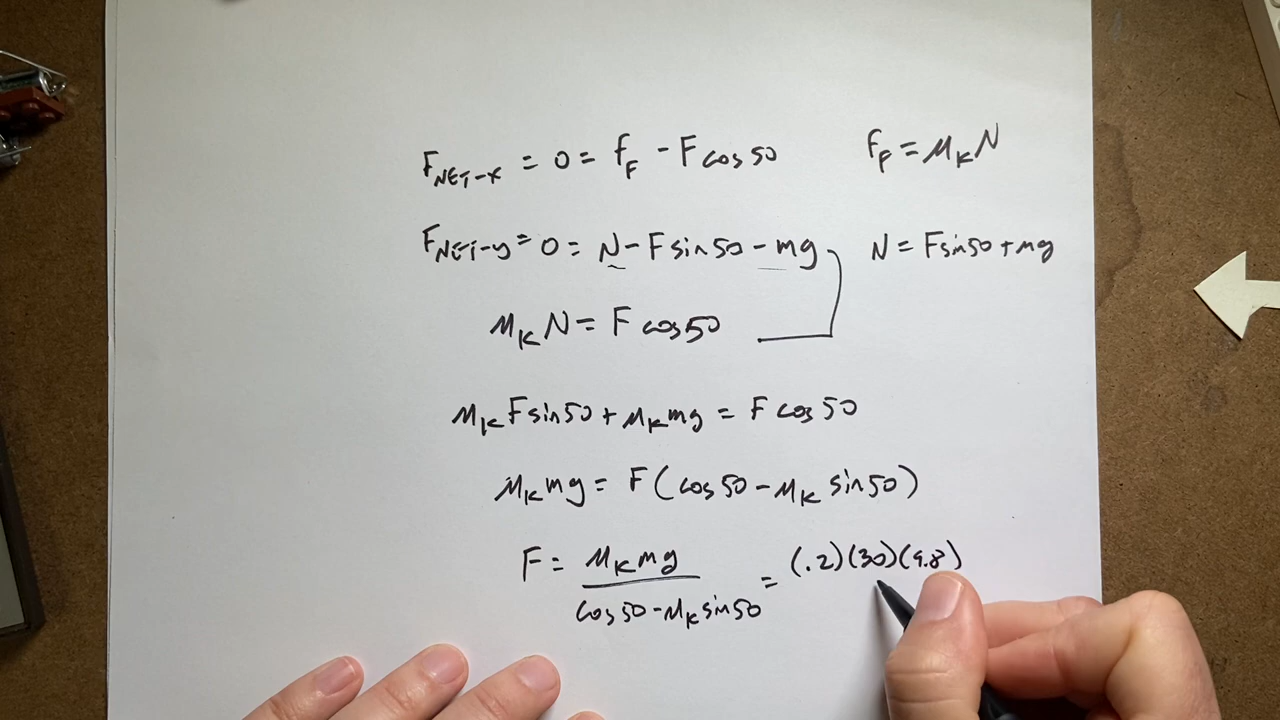 F_NET-x = 0 = f_F - F cos 50   f_F = μ_K N
F_NET-y = 0 = N - F sin 50 - mg   N = F sin 50 + mg
μ_K N = F cos 50
μ_K F sin 50 + μ_K mg = F cos 50
μ_K mg = F (cos 50 - μ_K sin 50)
F = μ_K mg / cos 50 - μ_K sin 50 = (.2)(30)(9.8)